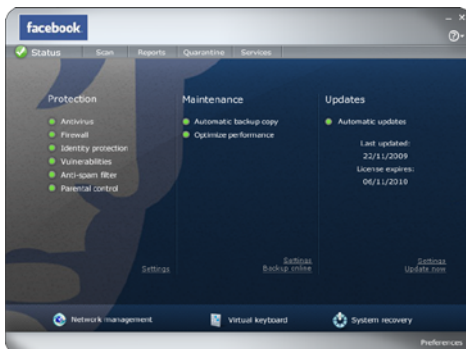 facebook
Status Scan Reports Quarantine Services
Protection
Antivirus
Firewall
Identity protection
Vulnerabilities
Anti-spam filter
Parental control
Settings
Maintenance
Automatic backup copy
Optimize performance
Settings
Backup online
Updates
Automatic updates
Last updated:
22/11/2009
License expires:
06/11/2010
Settings
Update now
Network management
Virtual keyboard
System recovery
Preferences